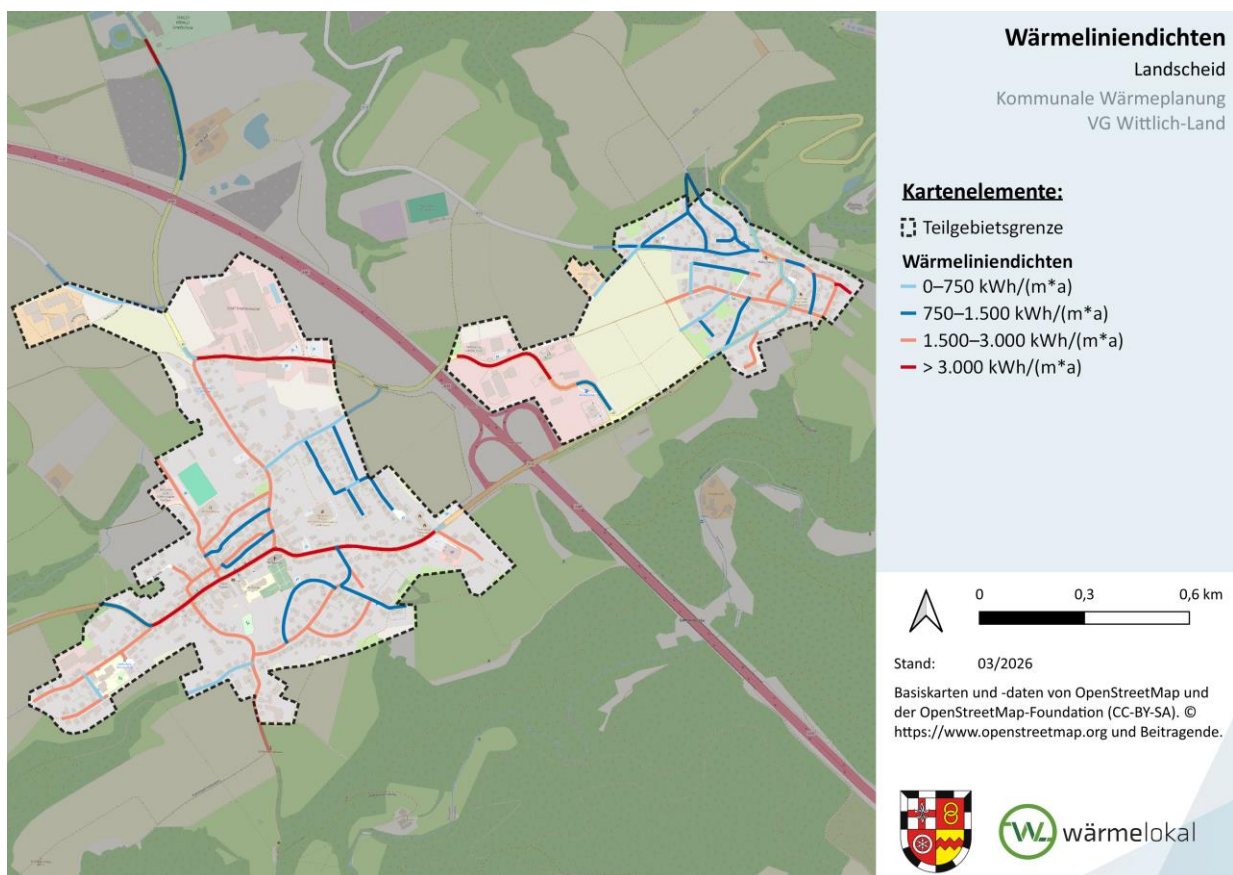 Wärmeliniendichten
Landscheid
Kommunale Wärmeplanung
VG Wittlich-Land
Kartenelemente:
Teilgebietsgrenze
Wärmeliniendichten
0–750 kWh/(m*a)
750–1.500 kWh/(m*a)
1.500–3.000 kWh/(m*a)
> 3.000 kWh/(m*a)
0 0,3 0,6 km
Stand: 03/2026
Basiskarten und -daten von OpenStreetMap und
der OpenStreetMap-Foundation (CC-BY-SA). ©
https://www.openstreetmap.org und Beitragende.
WL wärmelokal